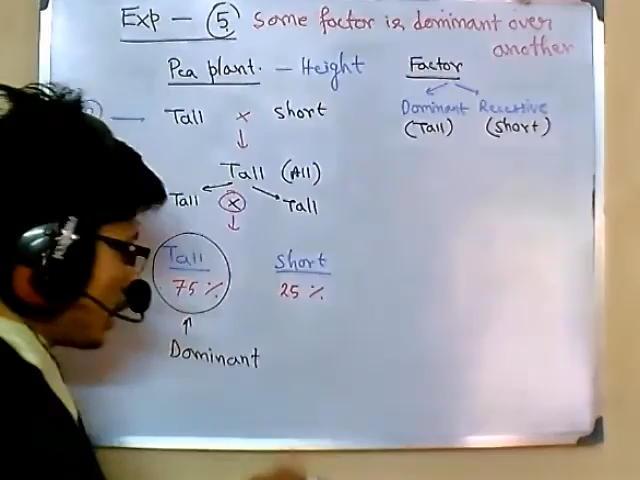 Exp - 5 Some factor is dominant over
another
Pea plant. - Height
Factor
Dominant Recessive
(Tall) (short)
Tall × short
Tall (All)
Tall × Tall
Tall short
75% 25%
Dominant